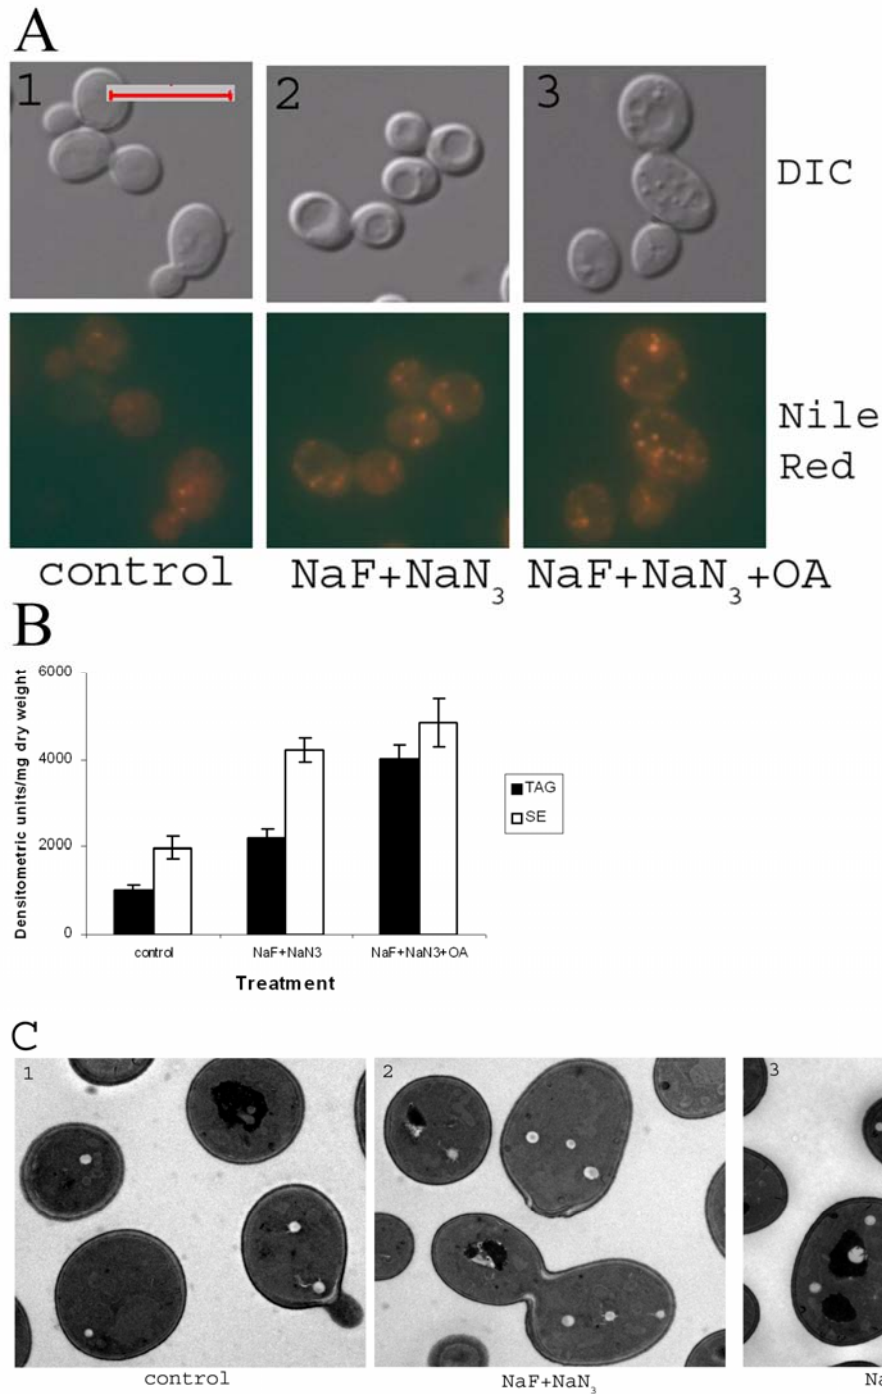 A
1
2
3
DIC
Nile
Red
control
NaF+NaN3
NaF+NaN3+OA
B
Densitometric units/mg dry weight
6000
4000
2000
0
TAG
SE
control
NaF+NaN3
NaF+NaN3+OA
Treatment
C
1
2
3
control
NaF+NaN3
Na